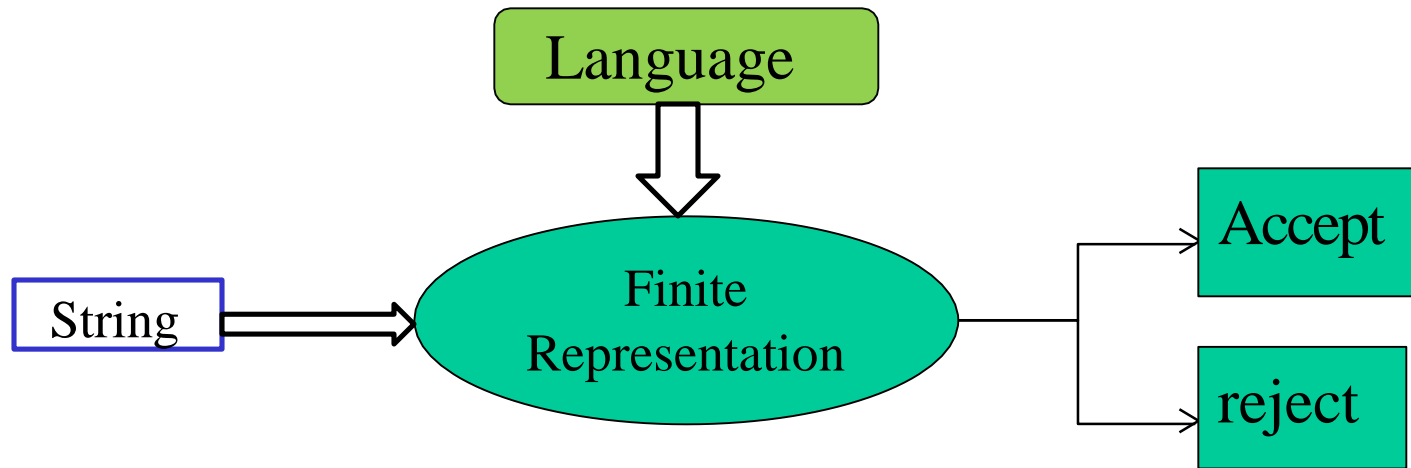 Language
String
Finite
Representation
Accept
reject